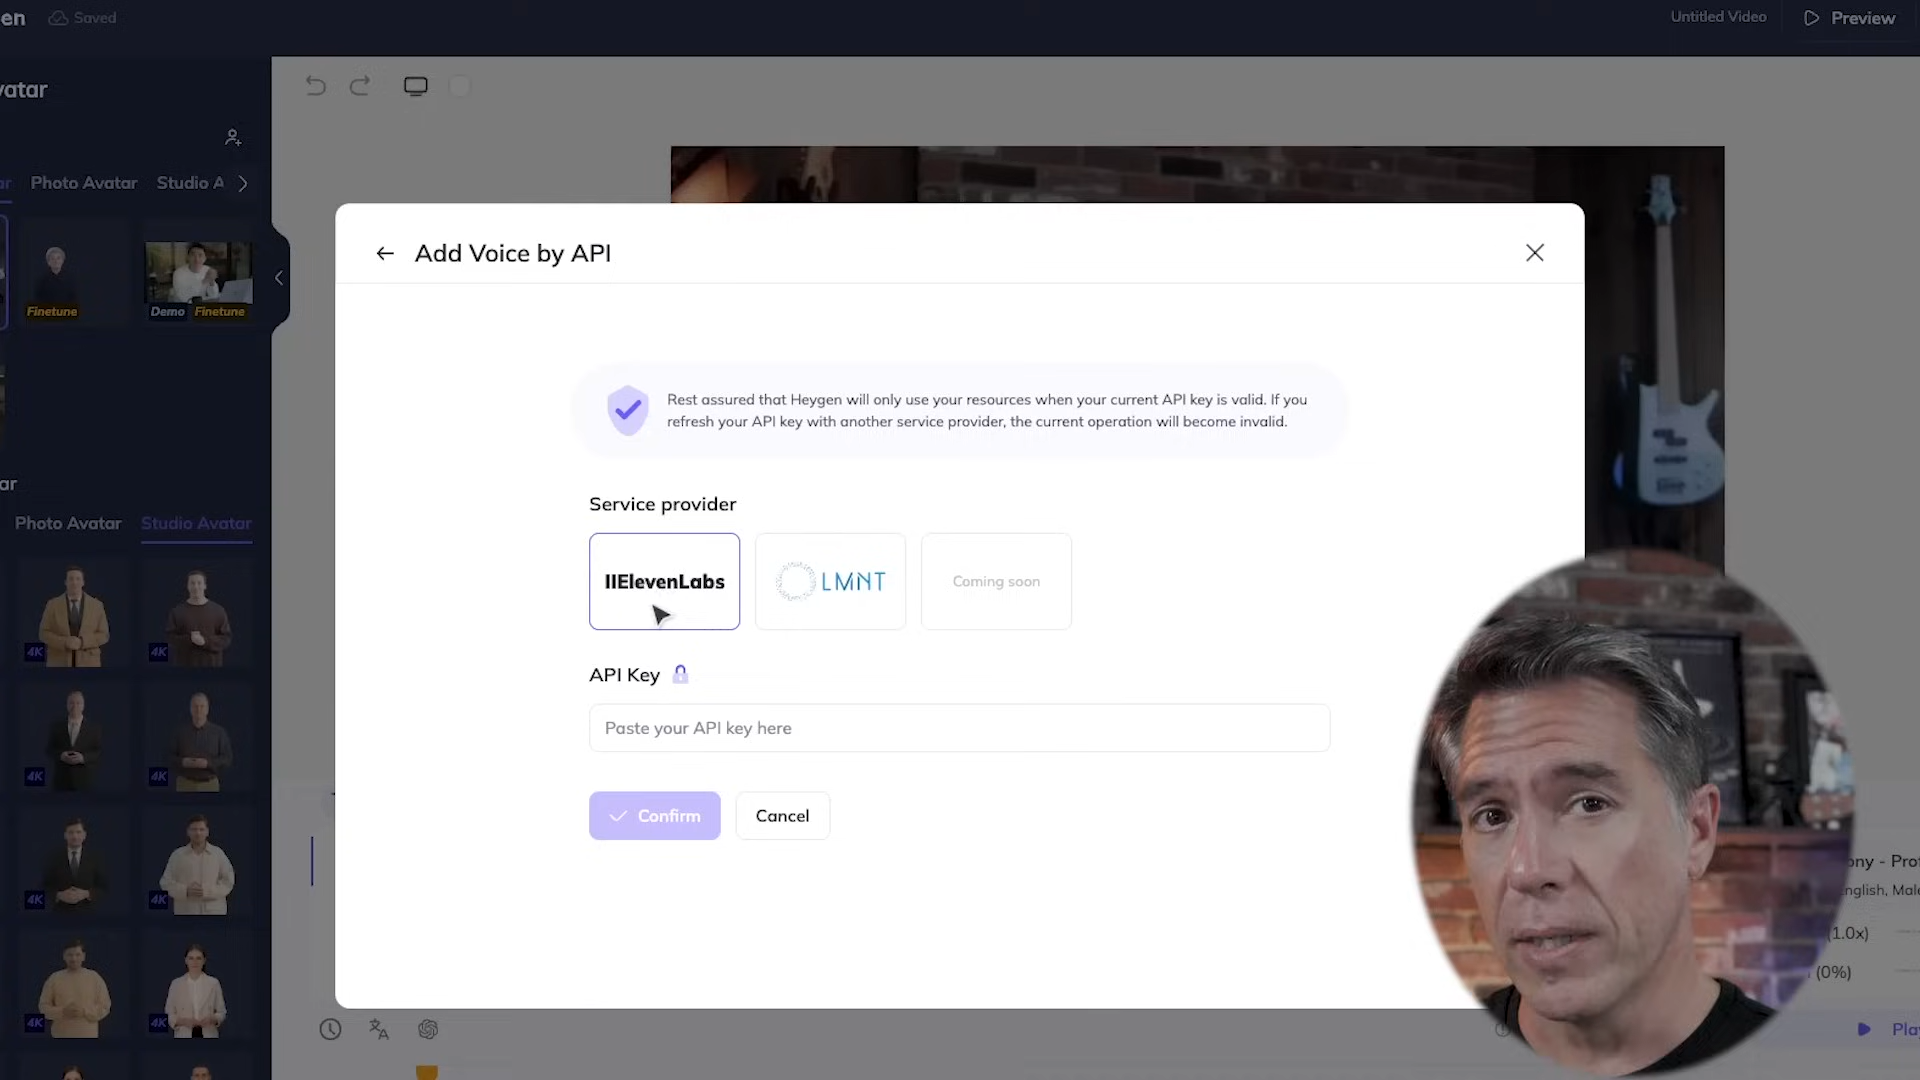 en
Saved
Untitled Video
Preview
vatar
ar
Photo Avatar
Studio A
Finetune
Demo
Finetune
Add Voice by API
Rest assured that Heygen will only use your resources when your current API key is valid. If you
refresh your API key with another service provider, the current operation will become invalid.
Service provider
IIElevenLabs
LMNT
Coming soon
API Key
Paste your API key here
Confirm
Cancel
ar
Photo Avatar
Studio Avatar
4K
4K
4K
4K
4K
4K
4K
4K
ony - Prof
nglish, Male
(1.0x)
(0%)
Play